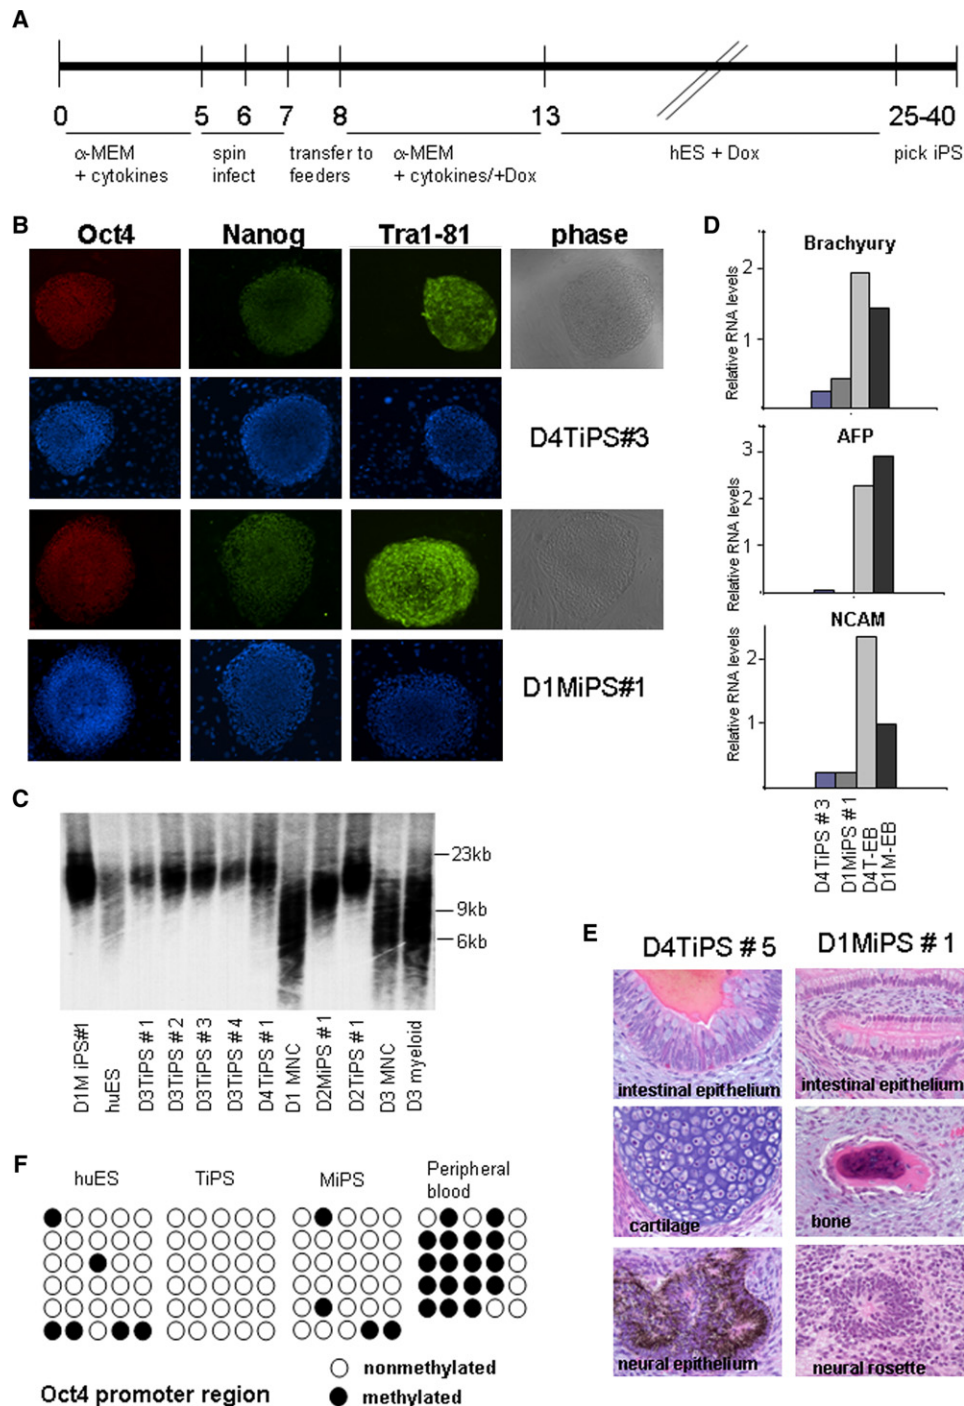 A
0 5 6 7 8 13 25-40
α-MEM + cytokines
spin infect
transfer to feeders
α-MEM + cytokines/+Dox
hES + Dox
pick iPS
B
Oct4 Nanog Tra1-81 phase
D4TiPS#3
D1MiPS#1
C
23kb
9kb
6kb
D1M iPS#1
huES
D3TiPS # 1
D3TiPS # 2
D3TiPS # 3
D3TiPS # 4
D4TiPS # 1
D1 MNC
D2MiPS # 1
D2TiPS # 1
D3 MNC
D3 myeloid
D
Brachyury
Relative RNA levels
2
1
0
AFP
Relative RNA levels
3
2
1
0
NCAM
Relative RNA levels
2
1
0
D4TiPS # 3
D1MiPS # 1
D4T-EB
D1M-EB
E
D4TiPS # 5 D1MiPS # 1
intestinal epithelium
intestinal epithelium
cartilage
bone
neural epithelium
neural rosette
F
huES TiPS MiPS Peripheral blood
nonmethylated
methylated
Oct4 promoter region